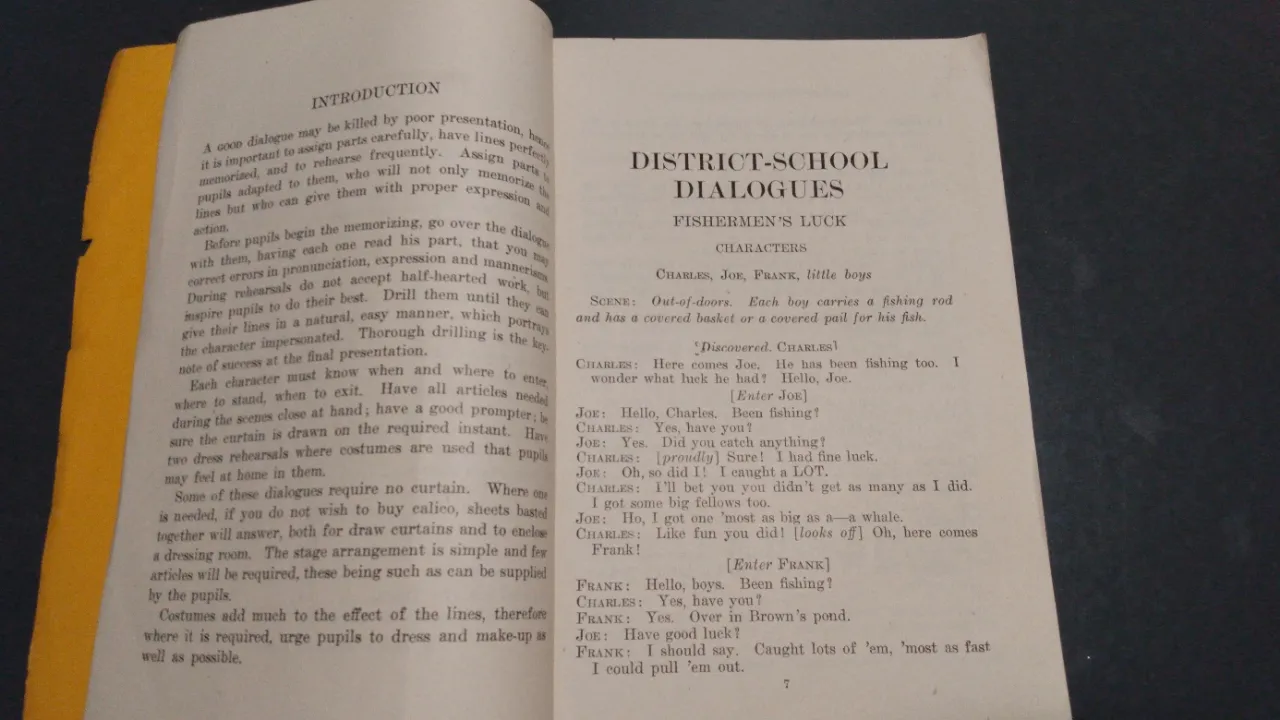 INTRODUCTION
A GOOD dialogue may be killed by poor presentation, hence
it is important to assign parts carefully, have lines perfectly
memorized, and to rehearse frequently. Assign parts to
pupils adapted to them, who will not only memorize the
lines but who can give them with proper expression and
action.
Before pupils begin the memorizing, go over the dialogue
with them, having each one read his part, that you may
correct errors in pronunciation, expression and mannerisms.
During rehearsals do not accept half-hearted work, but
inspire pupils to do their best. Drill them until they can
give their lines in a natural, easy manner, which portrays
the character impersonated. Thorough drilling is the key-
note of success at the final presentation.
Each character must know when and where to enter,
where to stand, when to exit. Have all articles needed
during the scenes close at hand; have a good prompter; be
sure the curtain is drawn on the required instant. Have
two dress rehearsals where costumes are used that pupils
may feel at home in them.
Some of these dialogues require no curtain. Where one
is needed, if you do not wish to buy calico, sheets basted
together will answer, both for draw curtains and to enclose
a dressing room. The stage arrangement is simple and few
articles will be required, these being such as can be supplied
by the pupils.
Costumes add much to the effect of the lines, therefore
where it is required, urge pupils to dress and make-up as
well as possible.
DISTRICT-SCHOOL
DIALOGUES
FISHERMEN'S LUCK
CHARACTERS
CHARLES, JOE, FRANK, little boys
SCENE: Out-of-doors. Each boy carries a fishing rod
and has a covered basket or a covered pail for his fish.
[Discovered, CHARLES]
CHARLES: Here comes Joe. He has been fishing too. I
wonder what luck he had? Hello, Joe.
[Enter JOE]
JOE: Hello, Charles. Been fishing?
CHARLES: Yes, have you?
JOE: Yes. Did you catch anything?
CHARLES: [proudly] Sure! I had fine luck.
JOE: Oh, so did I! I caught a LOT.
CHARLES: I'll bet you you didn't get as many as I did.
I got some big fellows too.
JOE: Ho, I got one 'most as big as a—a whale.
CHARLES: Like fun you did! [looks off] Oh, here comes
Frank!
[Enter FRANK]
FRANK: Hello, boys. Been fishing?
CHARLES: Yes, have you?
FRANK: Yes. Over in Brown's pond.
JOE: Have good luck?
FRANK: I should say. Caught lots of 'em, 'most as fast
I could pull 'em out.
7